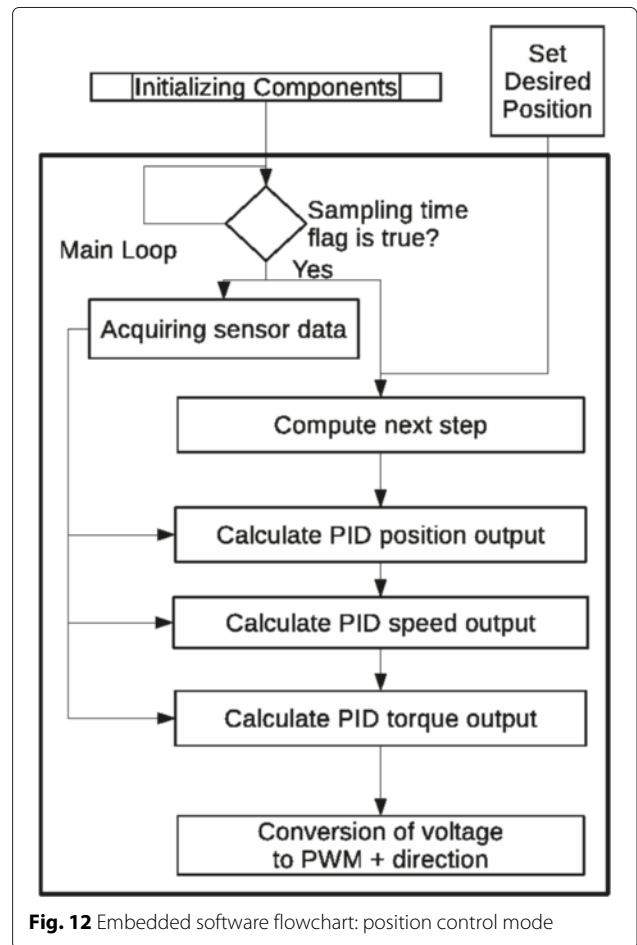 Set
Desired
Position
Initializing Components
Sampling time
flag is true?
Main Loop
Yes
Acquiring sensor data
Compute next step
Calculate PID position output
Calculate PID speed output
Calculate PID torque output
Conversion of voltage
to PWM + direction
Fig. 12 Embedded software flowchart: position control mode